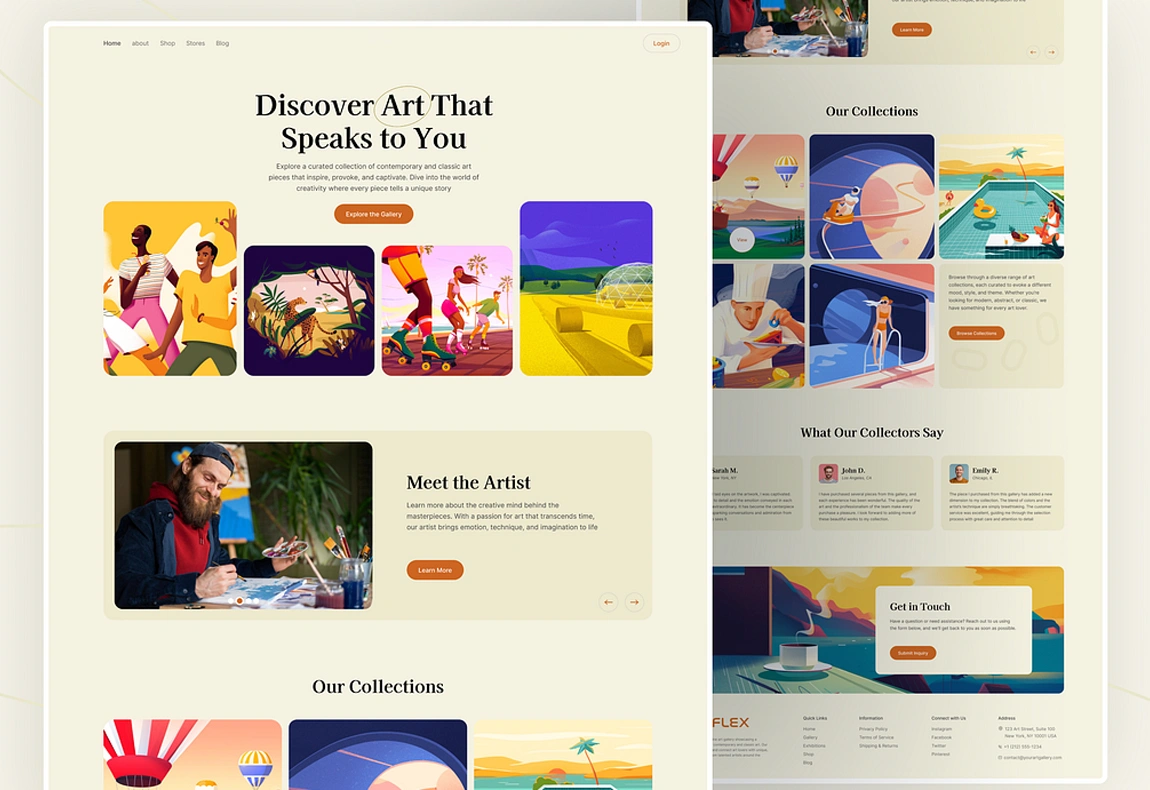 Home about Shop Stores Blog
Login
Discover Art That
Speaks to You
Explore a curated collection of contemporary and classic art
pieces that inspire, provoke, and captivate. Dive into the world of
creativity where every piece tells a unique story
Explore the Gallery
Meet the Artist
Learn more about the creative mind behind the
masterpieces. With a passion for art that transcends time,
our artist brings emotion, technique, and imagination to life
Learn More
Our Collections
Learn More
Our Collections
View
Browse through a diverse range of art
collections, each curated to evoke a different
mood, style, and theme. Whether you're
looking for modern, abstract, or classic, we
have something for every art lover.
Browse Collections
What Our Collectors Say
Sarah M.
New York, NY
John D.
Los Angeles, CA
I have purchased several pieces from this gallery, and
each experience has been wonderful. The quality of the
art and the professionalism of the team make every
purchase a pleasure. I look forward to adding more of
these beautiful works to my collection.
Emily R.
Chicago, IL
The piece I purchased from this gallery has added a new
dimension to my collection. The blend of colors and the
artist's technique are simply breathtaking. The customer
service was excellent, guiding me through the selection
process with great care and attention to detail
Get in Touch
Have a question or need assistance? Reach out to us using
the form below, and we'll get back to you as soon as possible.
Submit Inquiry
FLEX
Quick Links
Home
Gallery
Exhibitions
Shop
Blog
Information
Privacy Policy
Terms of Service
Shipping & Returns
Connect with Us
Instagram
Facebook
Twitter
Pinterest
Address
123 Art Street, Suite 100
New York, NY 10001 USA
+1 (212) 555-1234
contact@yourartgallery.com